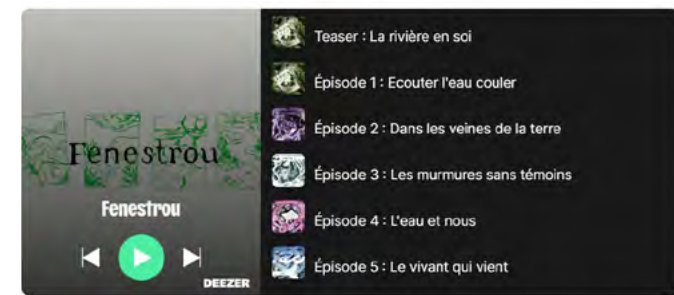 Fenestrou
Fenestrou
DEEZER
Teaser : La rivière en soi
Épisode 1 : Ecouter l'eau couler
Épisode 2 : Dans les veines de la terre
Épisode 3 : Les murmures sans témoins
Épisode 4 : L'eau et nous
Épisode 5 : Le vivant qui vient